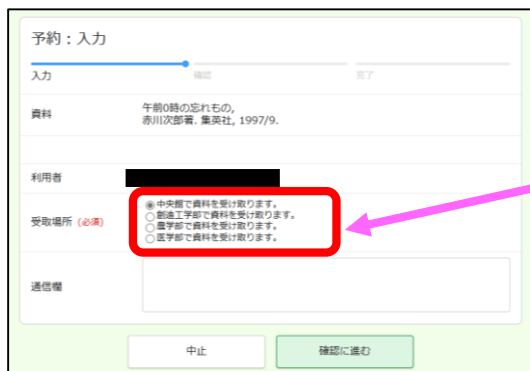 予約：入力
入力
確認
完了
資料
午前0時の忘れもの,
赤川次郎著. 集英社, 1997/9.
利用者
受取場所 (必須)
中央館で資料を受け取ります。
創造工学部で資料を受け取ります。
農学部で資料を受け取ります。
医学部で資料を受け取ります。
通信欄
中止
確認に進む